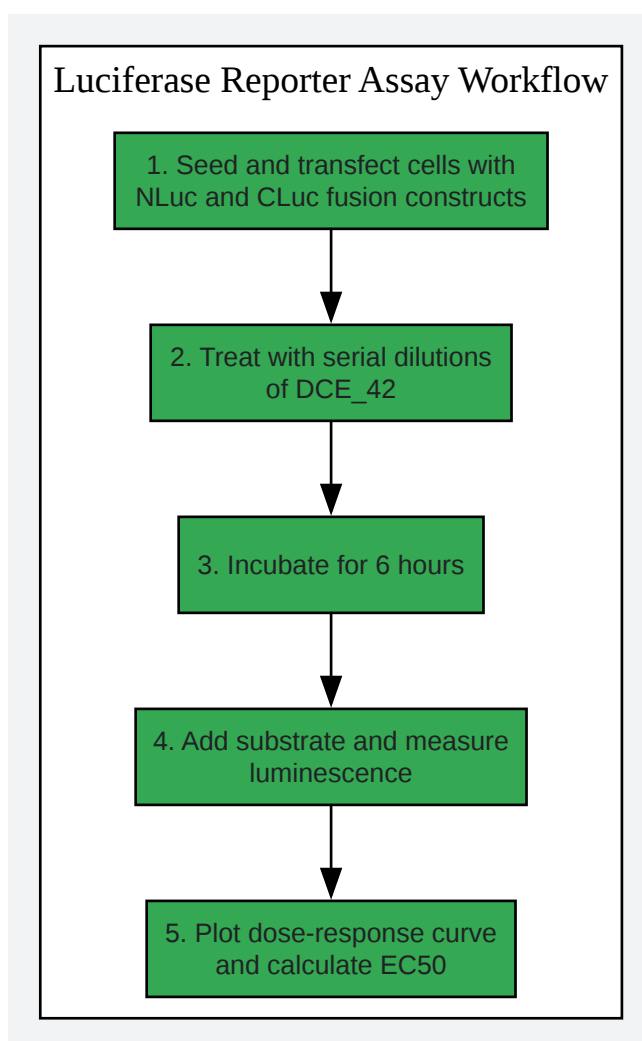 Luciferase Reporter Assay Workflow
1. Seed and transfect cells with
NLuc and CLuc fusion constructs
2. Treat with serial dilutions
of DCE_42
3. Incubate for 6 hours
4. Add substrate and measure
luminescence
5. Plot dose-response curve
and calculate EC50